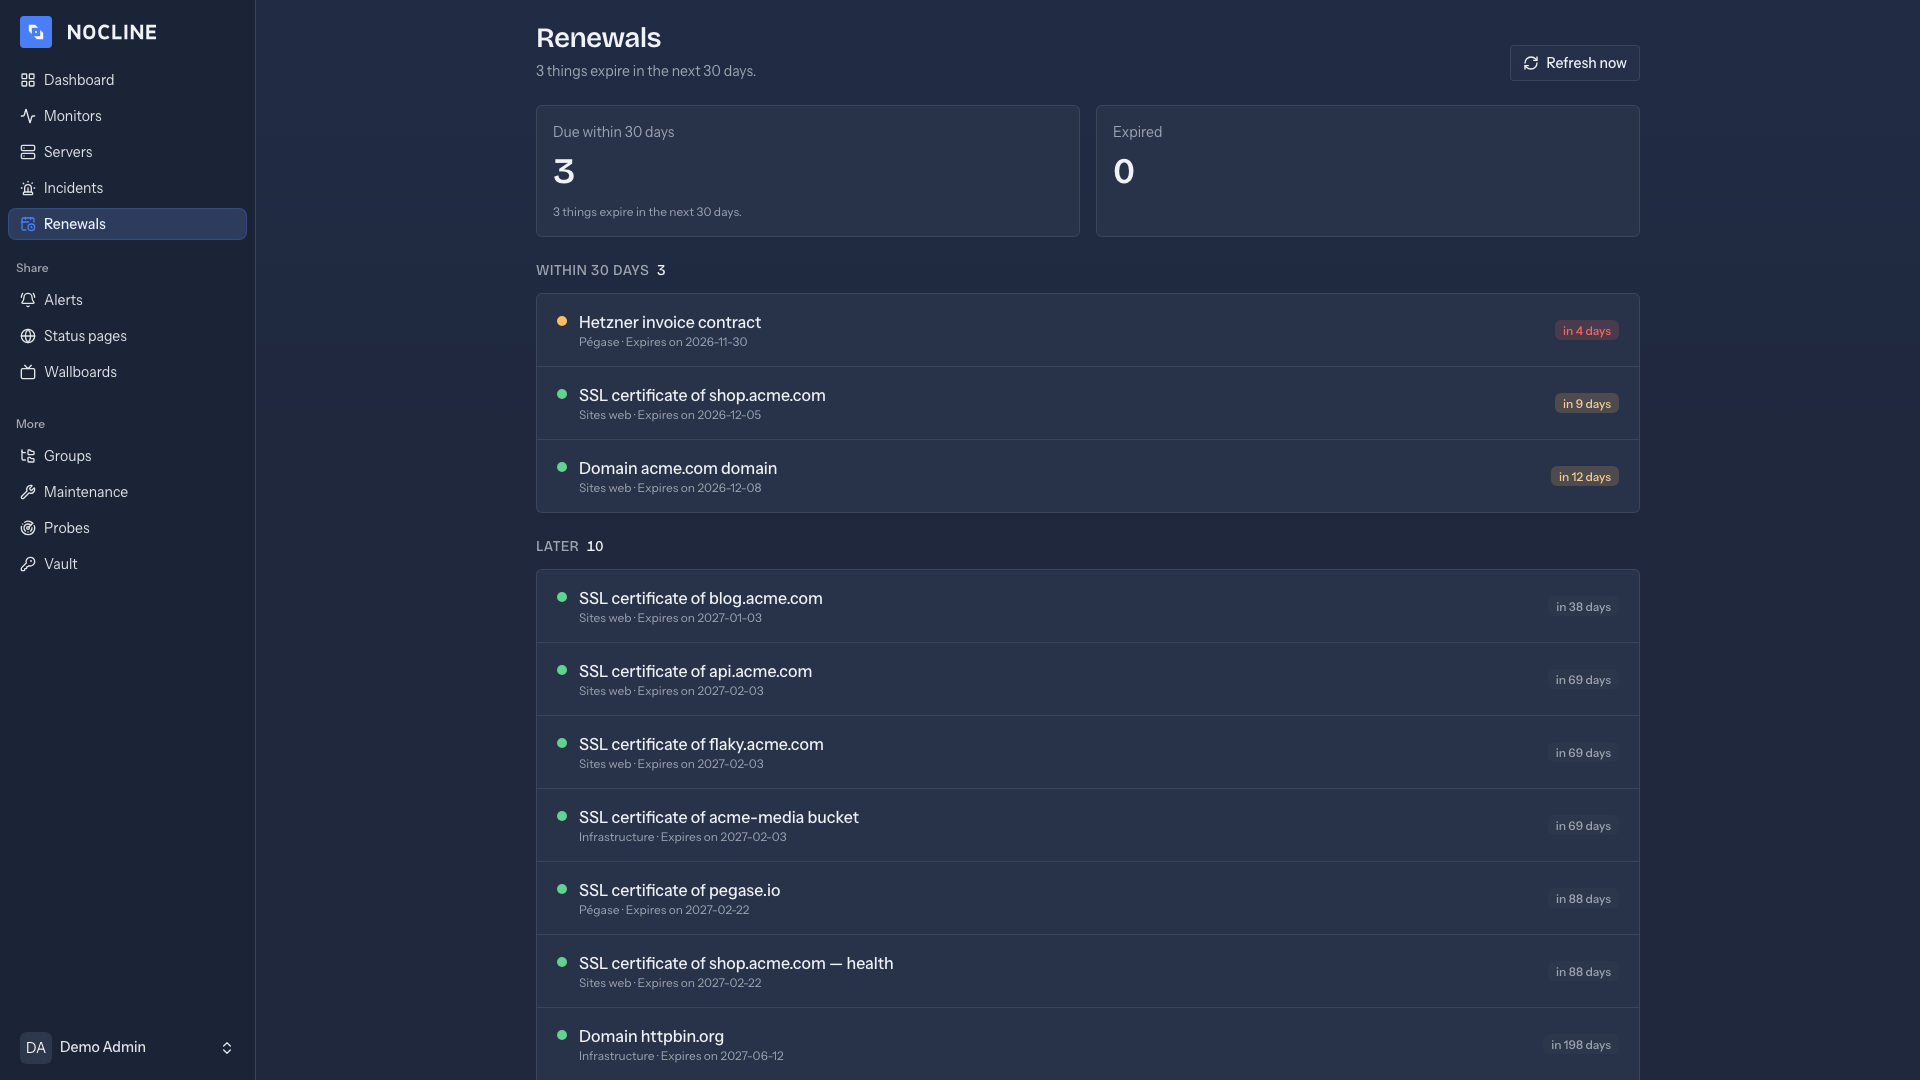 NOCLINE
Dashboard
Monitors
Servers
Incidents
Renewals
Share
Alerts
Status pages
Wallboards
More
Groups
Maintenance
Probes
Vault
DA Demo Admin
Renewals
3 things expire in the next 30 days.
Refresh now
Due within 30 days
3
3 things expire in the next 30 days.
Expired
0
WITHIN 30 DAYS 3
Hetzner invoice contract
Pégase · Expires on 2026-11-30
in 4 days
SSL certificate of shop.acme.com
Sites web · Expires on 2026-12-05
in 9 days
Domain acme.com domain
Sites web · Expires on 2026-12-08
in 12 days
LATER 10
SSL certificate of blog.acme.com
Sites web · Expires on 2027-01-03
in 38 days
SSL certificate of api.acme.com
Sites web · Expires on 2027-02-03
in 69 days
SSL certificate of flaky.acme.com
Sites web · Expires on 2027-02-03
in 69 days
SSL certificate of acme-media bucket
Infrastructure · Expires on 2027-02-03
in 69 days
SSL certificate of pegase.io
Pégase · Expires on 2027-02-22
in 88 days
SSL certificate of shop.acme.com — health
Sites web · Expires on 2027-02-22
in 88 days
Domain httpbin.org
Infrastructure · Expires on 2027-06-12
in 198 days